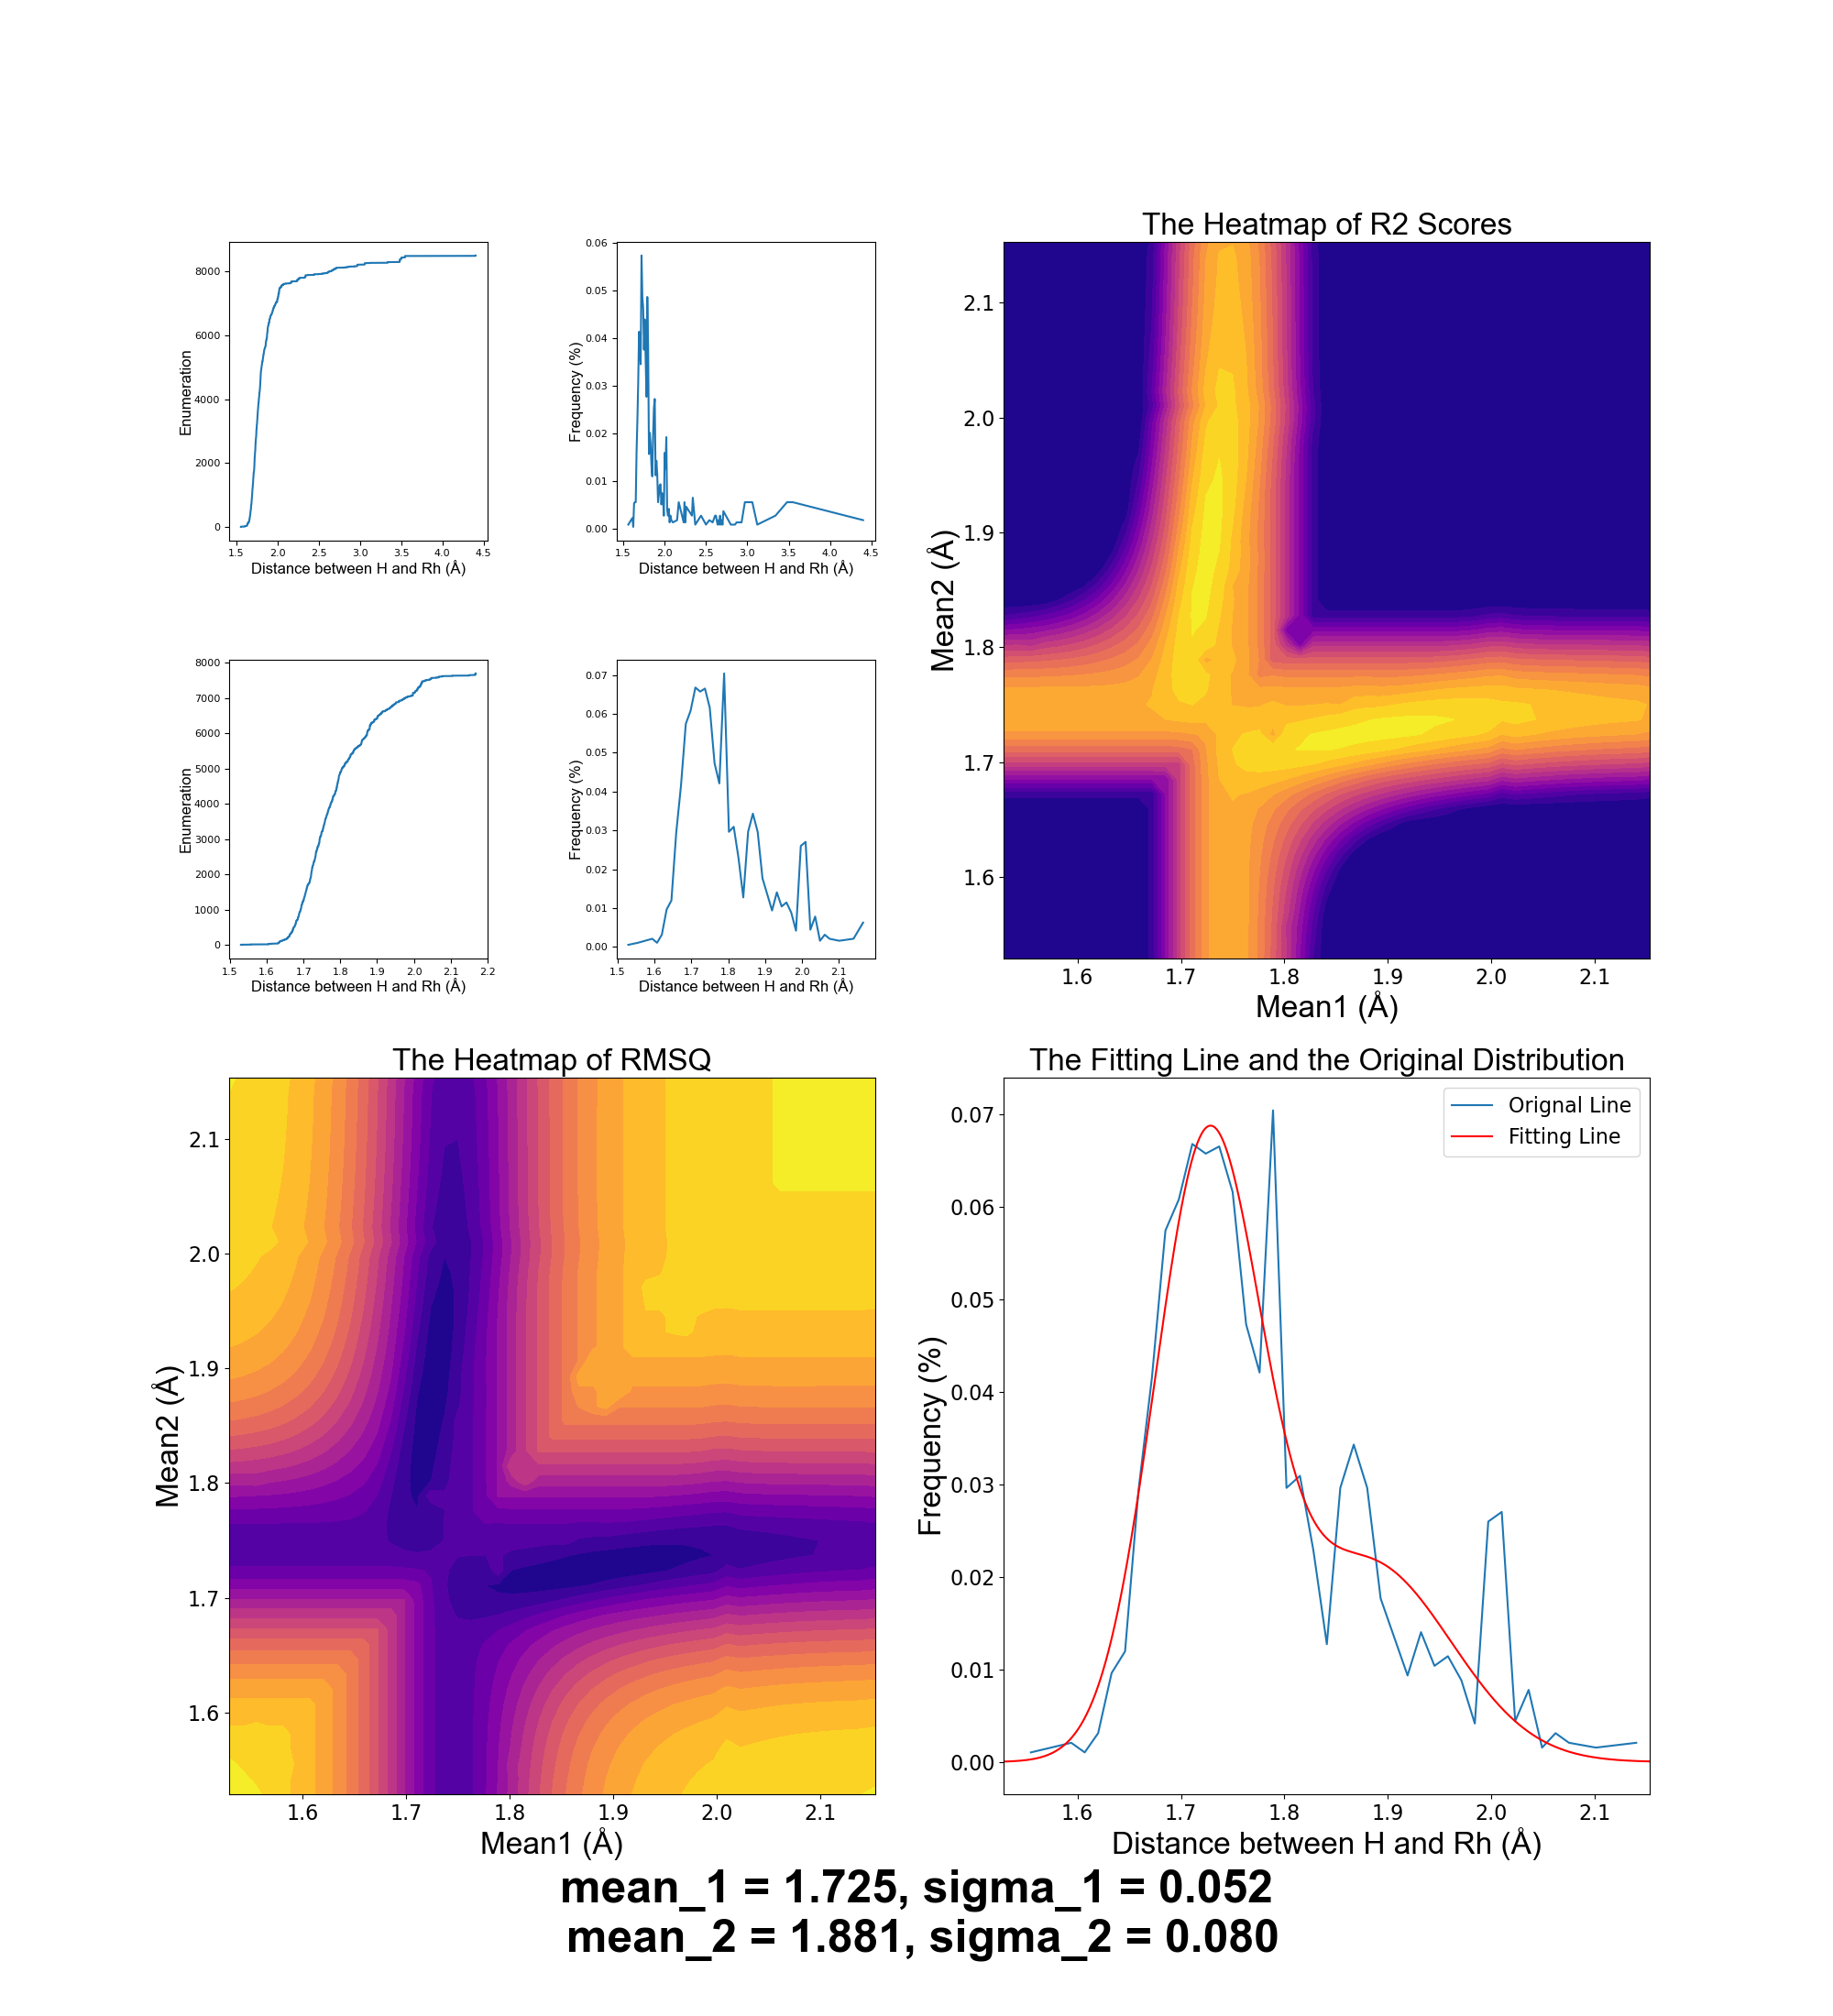 8000
6000
4000
2000
0
Enumeration
1.5 2.0 2.5 3.0 3.5 4.0 4.5
Distance between H and Rh (Å)
0.06
0.05
0.04
0.03
0.02
0.01
0.00
Frequency (%)
1.5 2.0 2.5 3.0 3.5 4.0 4.5
Distance between H and Rh (Å)
8000
7000
6000
5000
4000
3000
2000
1000
0
Enumeration
1.5 1.6 1.7 1.8 1.9 2.0 2.1 2.2
Distance between H and Rh (Å)
0.07
0.06
0.05
0.04
0.03
0.02
0.01
0.00
Frequency (%)
1.5 1.6 1.7 1.8 1.9 2.0 2.1
Distance between H and Rh (Å)
The Heatmap of R2 Scores
2.1
2.0
1.9
1.8
1.7
1.6
Mean2 (Å)
1.6 1.7 1.8 1.9 2.0 2.1
Mean1 (Å)
The Heatmap of RMSQ
2.1
2.0
1.9
1.8
1.7
1.6
Mean2 (Å)
1.6 1.7 1.8 1.9 2.0 2.1
Mean1 (Å)
The Fitting Line and the Original Distribution
Orignal Line
Fitting Line
0.07
0.06
0.05
0.04
0.03
0.02
0.01
0.00
Frequency (%)
1.6 1.7 1.8 1.9 2.0 2.1
Distance between H and Rh (Å)
mean_1 = 1.725, sigma_1 = 0.052
mean_2 = 1.881, sigma_2 = 0.080